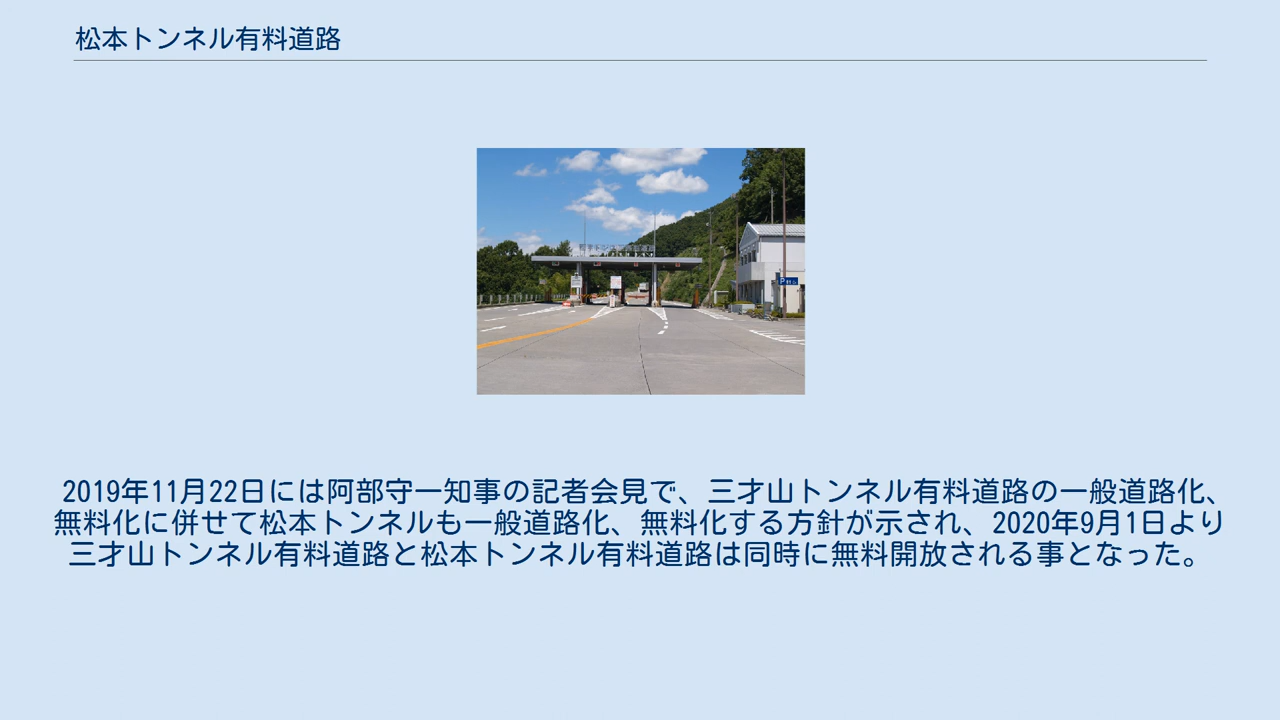 松本トンネル有料道路
P
2019年11月22日には阿部守一知事の記者会見で、三才山トンネル有料道路の一般道路化、
無料化に併せて松本トンネルも一般道路化、無料化する方針が示され、2020年9月1日より
三才山トンネル有料道路と松本トンネル有料道路は同時に無料開放される事となった。